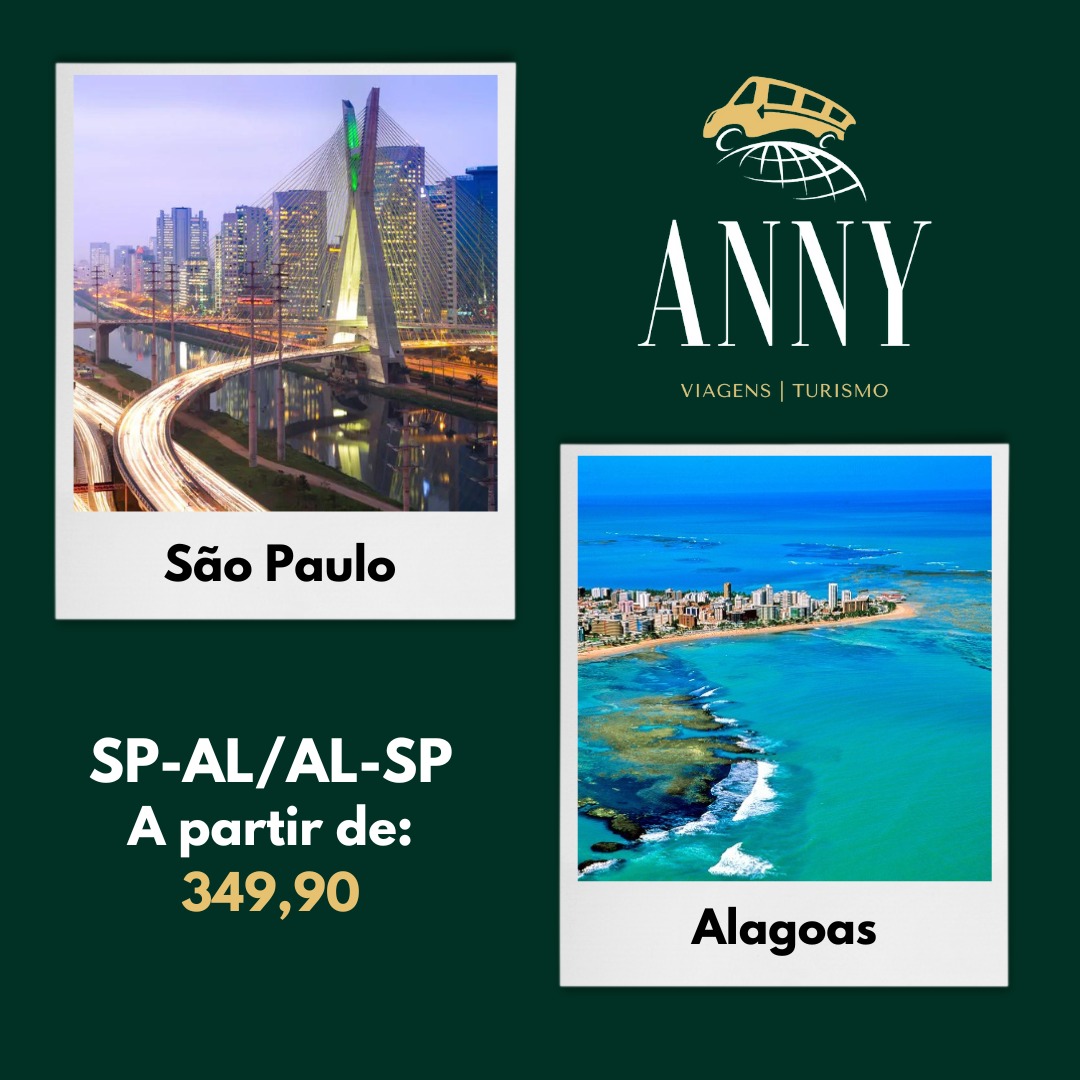 ANNY
VIAGENS | TURISMO
São Paulo
Alagoas
SP-AL/AL-SP
A partir de:
349,90